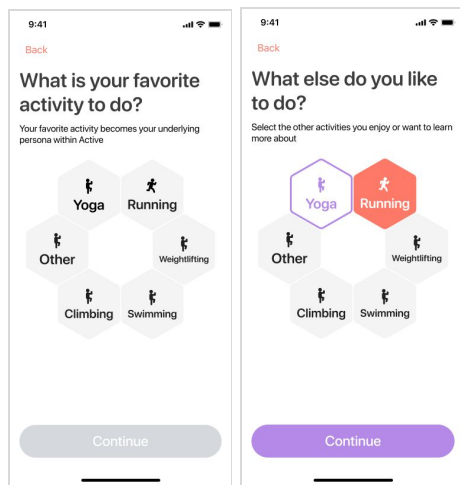 9:41
Back
What is your favorite
activity to do?
Your favorite activity becomes your underlying
persona within Active
Yoga
Running
Other
Weightlifting
Climbing
Swimming
Continue
9:41
Back
What else do you like
to do?
Select the other activities you enjoy or want to learn
more about
Yoga
Running
Other
Weightlifting
Climbing
Swimming
Continue